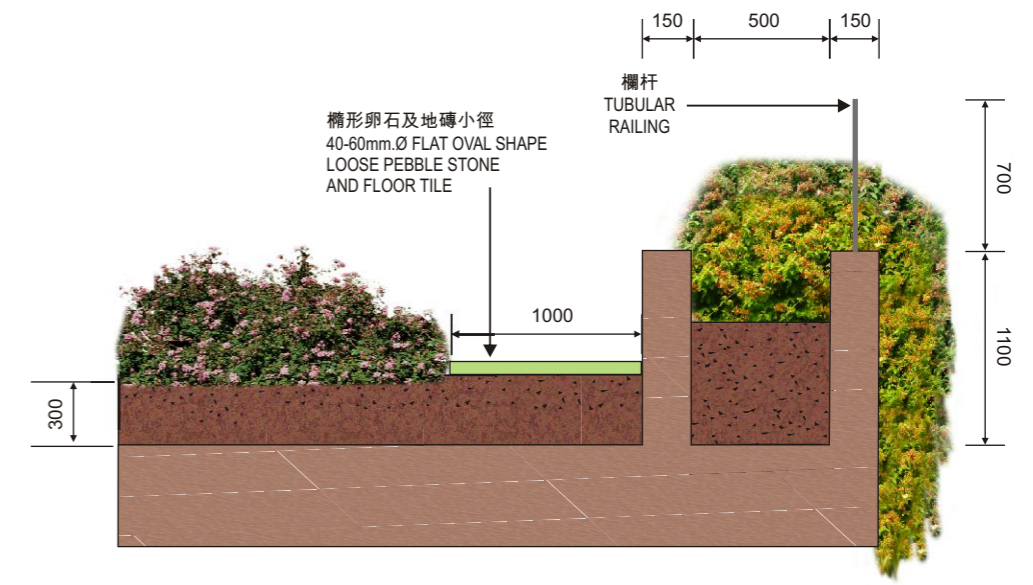 150
500
150
欄杆
TUBULAR
RAILING
橢形卵石及地磚小徑
40-60mm.Ø FLAT OVAL SHAPE
LOOSE PEBBLE STONE
AND FLOOR TILE
700
1000
1100
300